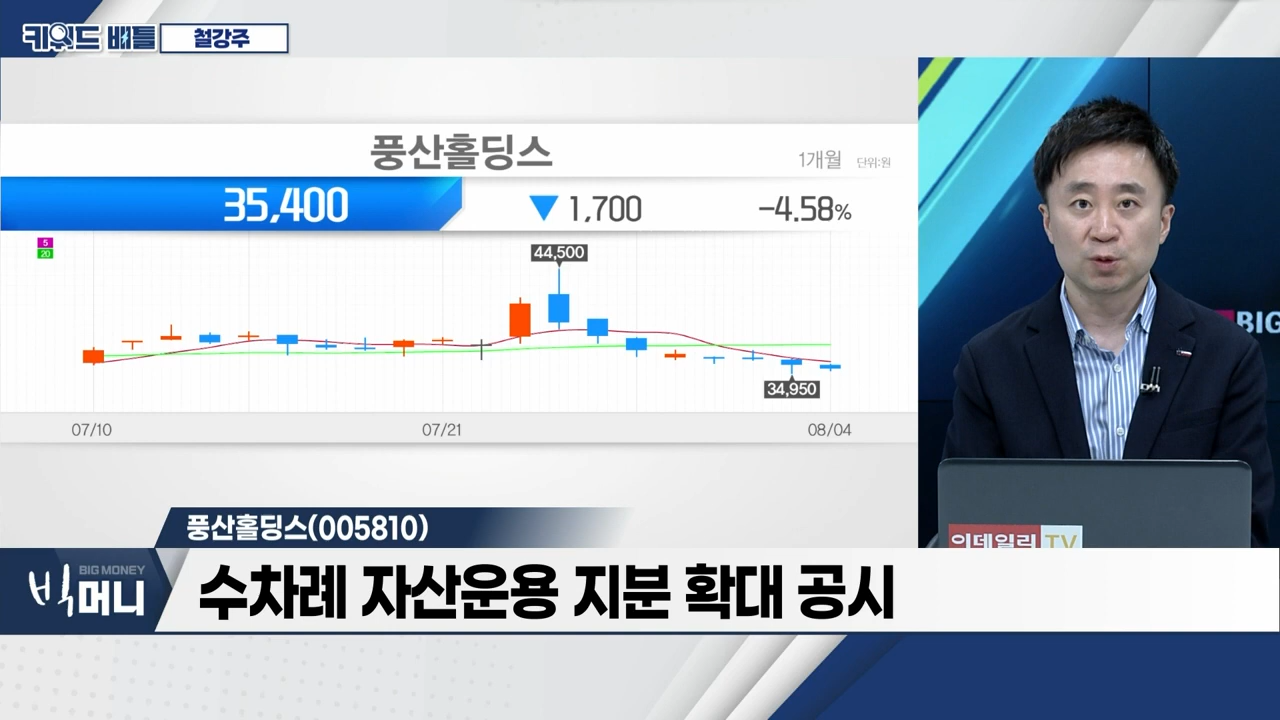 키워드 배틀 철강주
풍산홀딩스
1개월 단위:원
35,400 ▼ 1,700 -4.58%
5
20
44,500
34,950
07/10 07/21 08/04
BIG
이데일리 TV
풍산홀딩스(005810)
BIG MONEY
빅머니
수차례 자산운용 지분 확대 공시